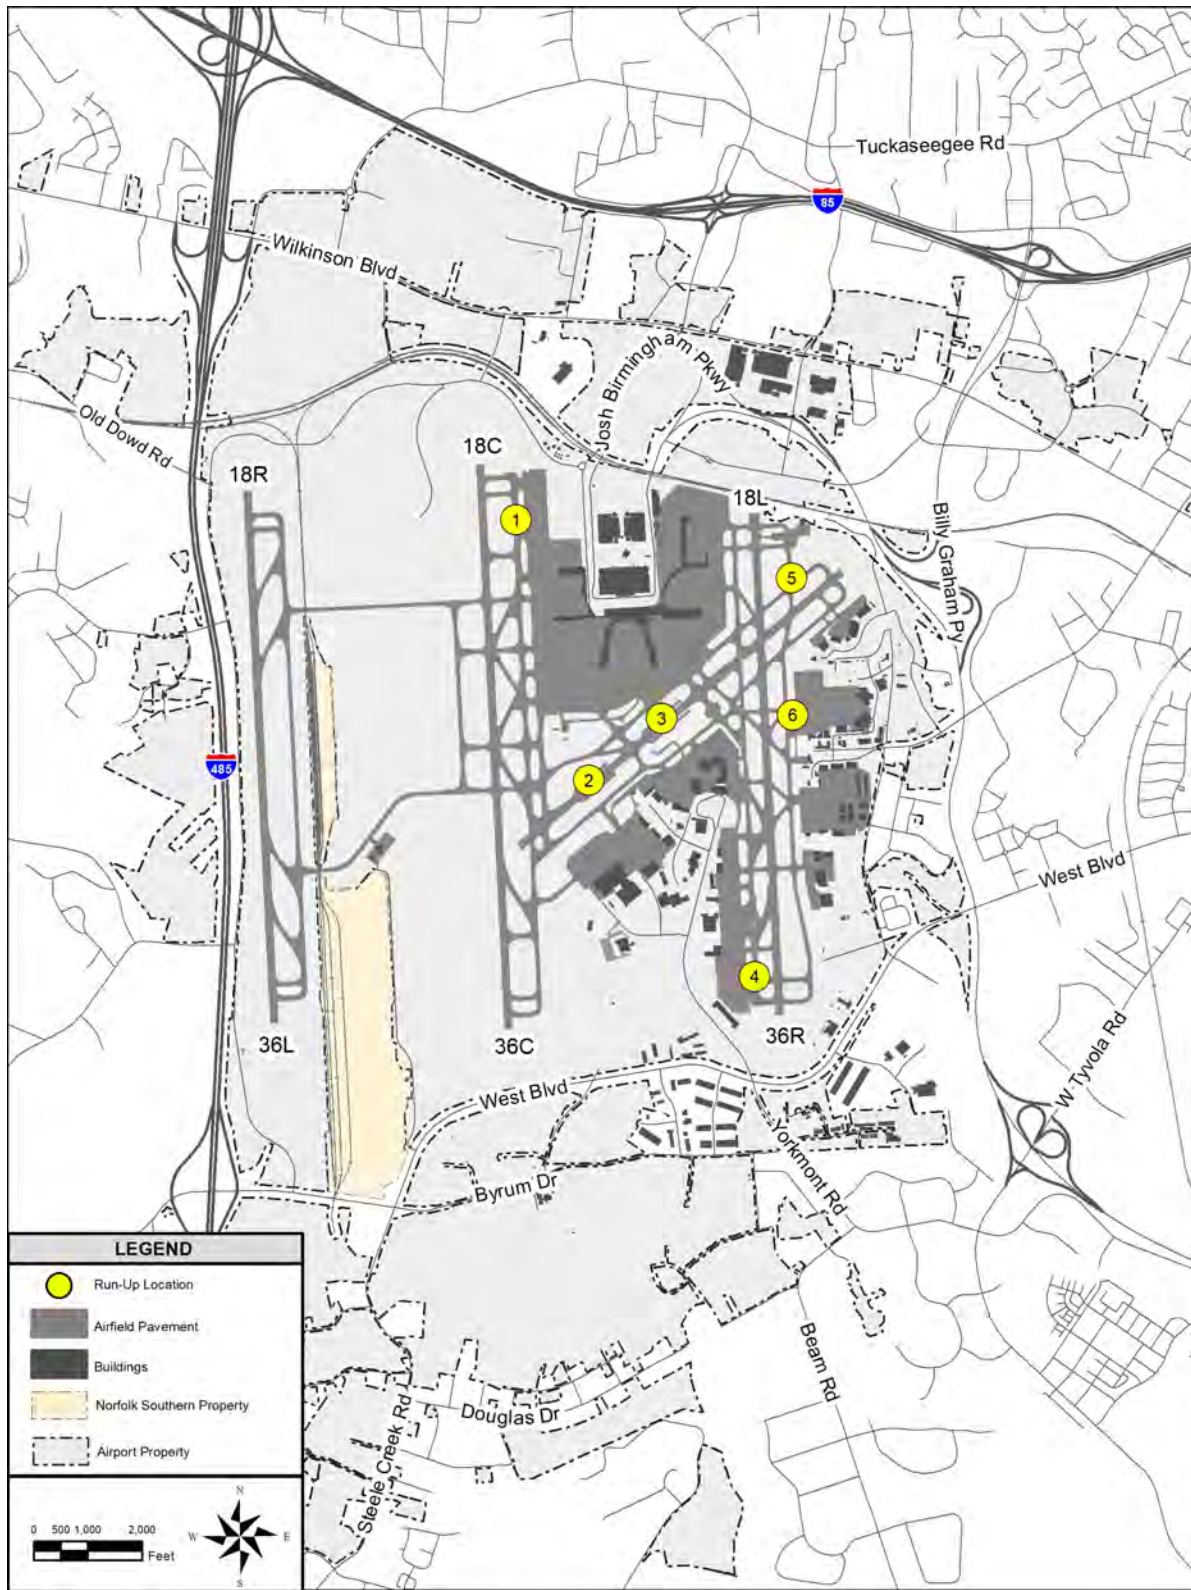 Tuckaseegee Rd
85
Wilkinson Blvd
Josh Birmingham Pkwy
Old Dowd Rd
18R
18C
18L
Billy Graham Py
1
5
3
6
2
485
West Blvd
4
36L
36C
36R
W Tyvola Rd
West Blvd
Yorkmont Rd
Byrum Dr
Beam Rd
Douglas Dr
Steele Creek Rd
LEGEND
Run-Up Location
Airfield Pavement
Buildings
Norfolk Southern Property
Airport Property
0 500 1,000 2,000
Feet
N
W E
S